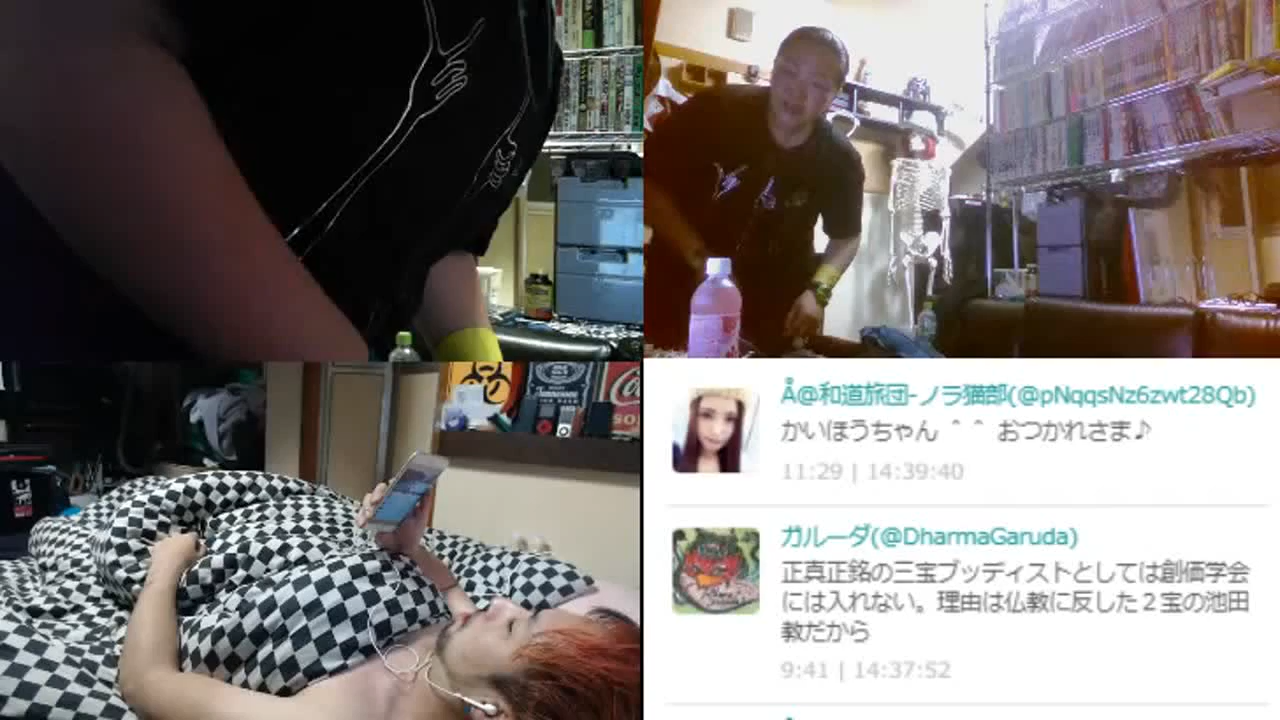 Å@和道旅団-ノラ猫部(@pNqqsNz6zwt28Qb)
かいほうちゃん ＾＾ おつかれさま♪
11:29 | 14:39:40
ガルーダ(@DharmaGaruda)
正真正銘の三宝ブッディストとしては創価学会
には入れない。理由は仏教に反した２宝の池田
教だから
9:41 | 14:37:52